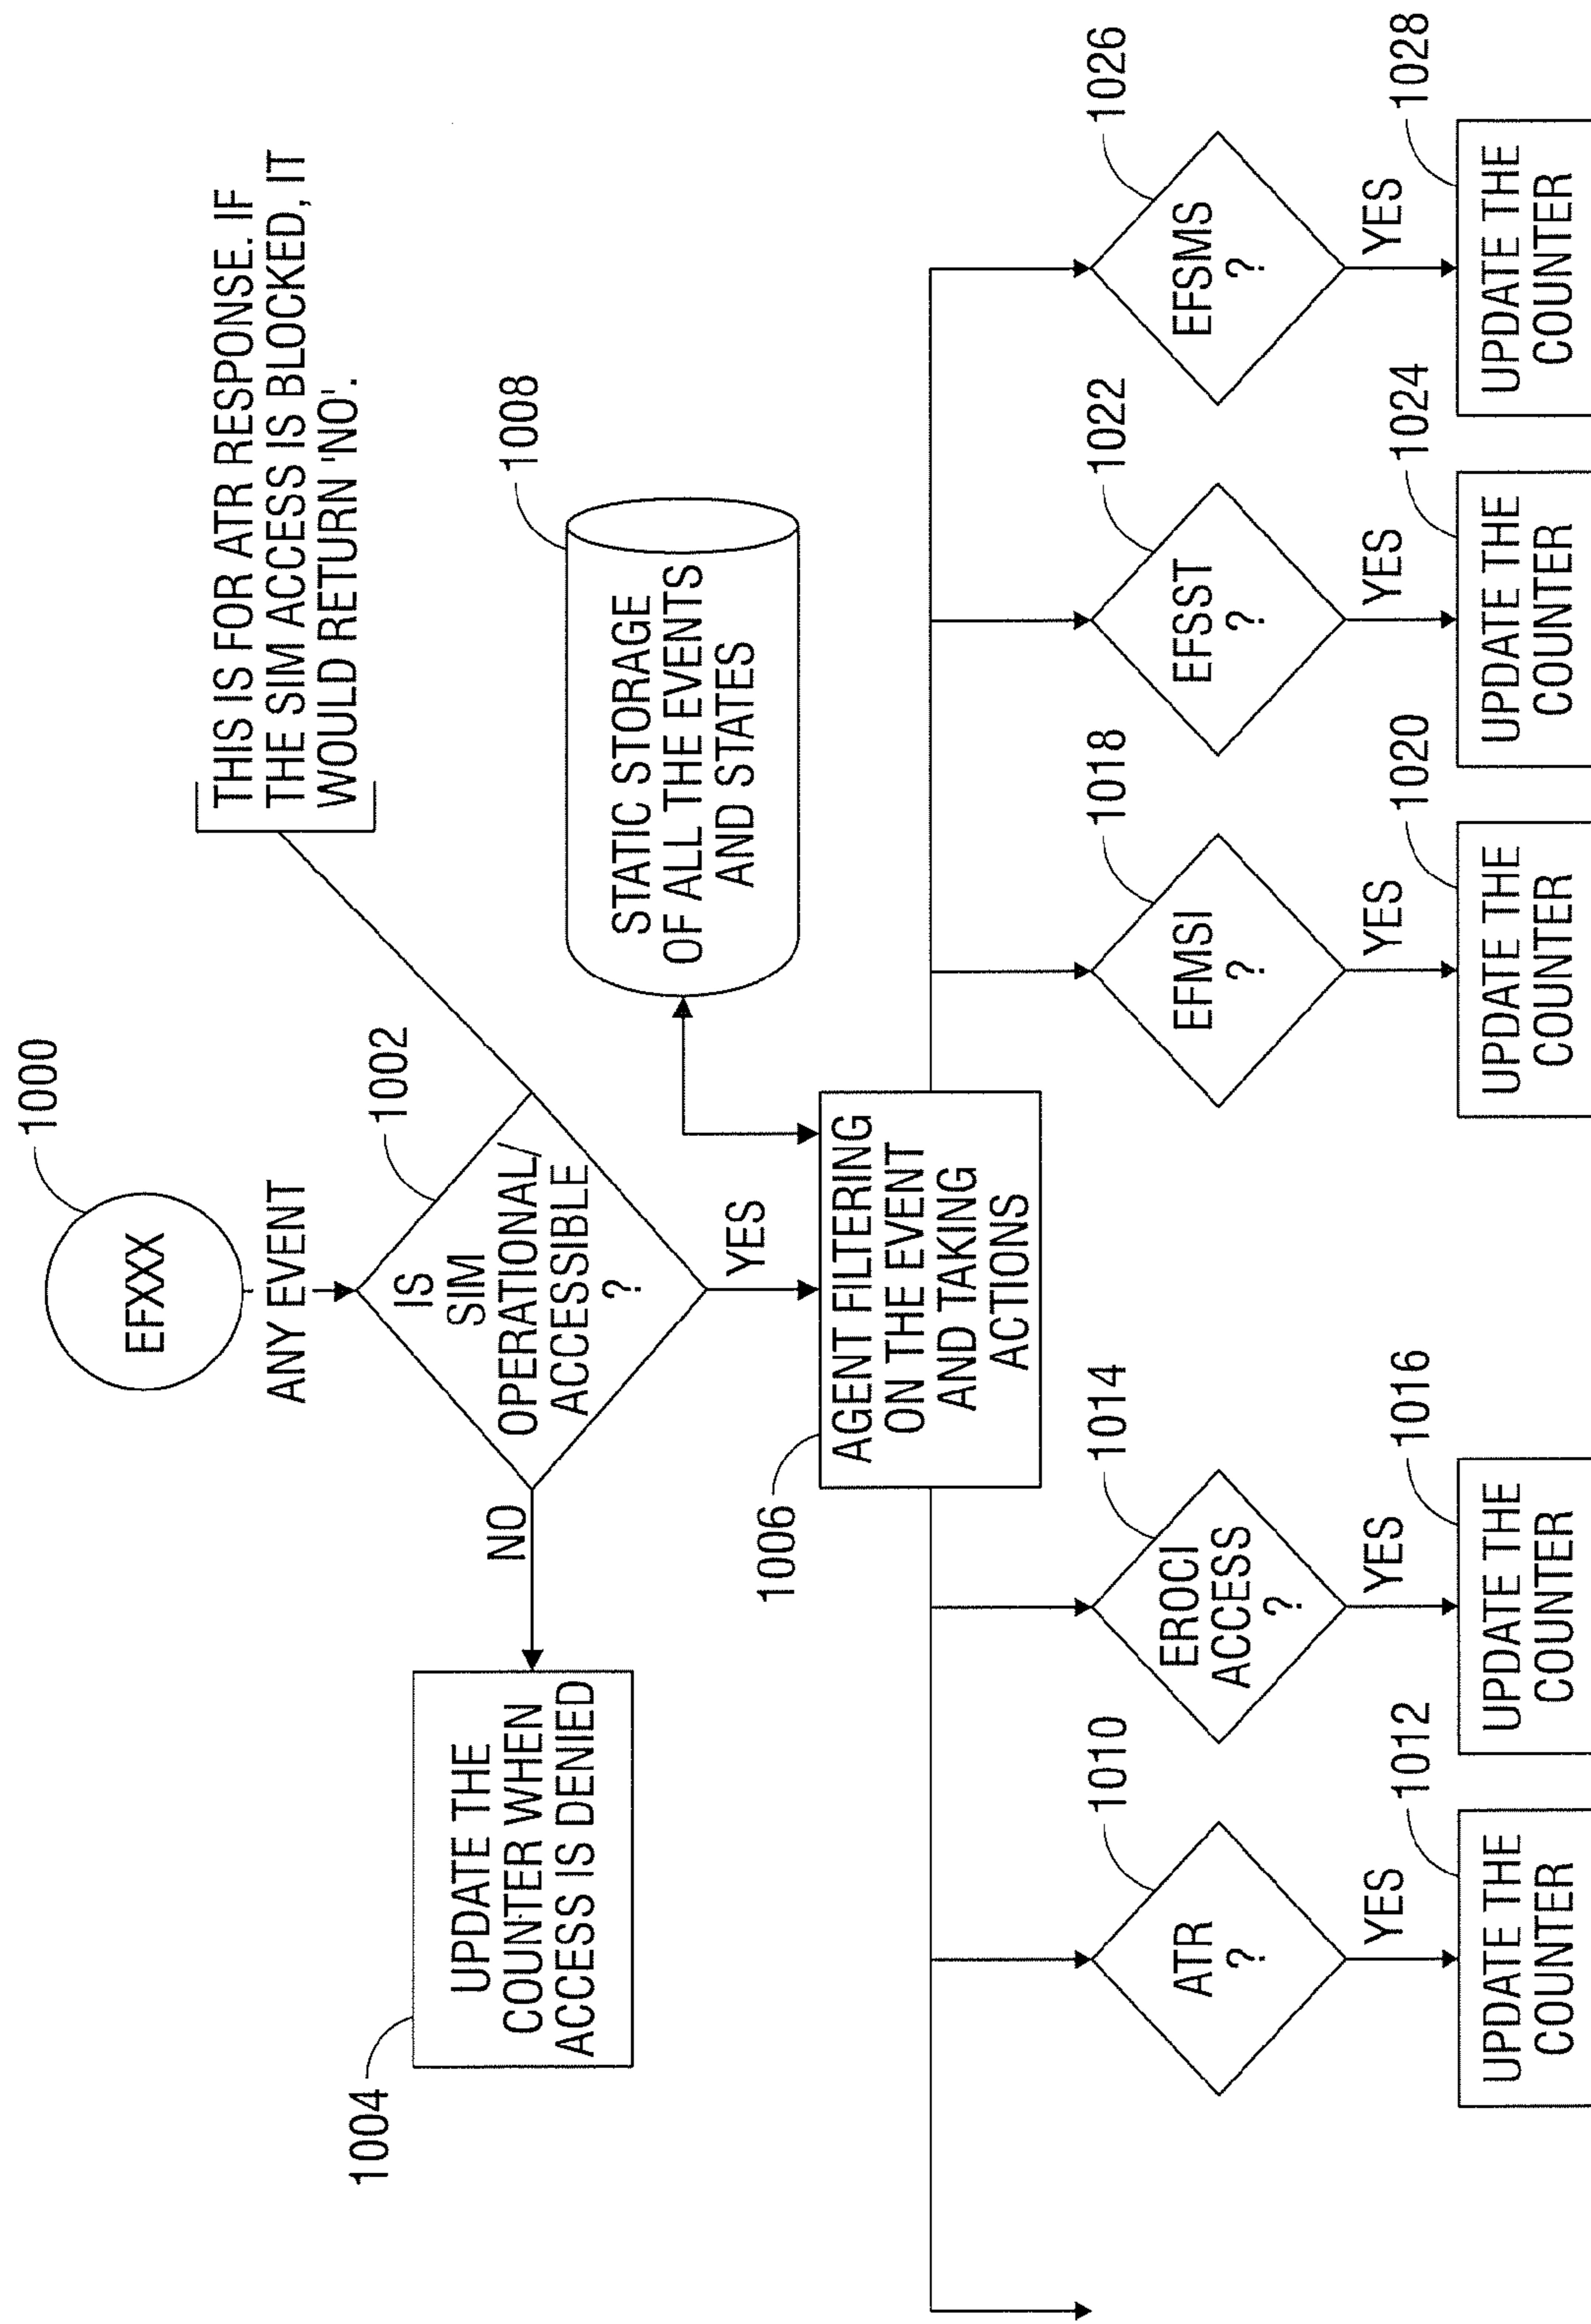 1000
EFXXX
ANY EVENT
1002
IS
SIM
OPERATIONAL/
ACCESSIBLE
?
THIS IS FOR ATR RESPONSE. IF
THE SIM ACCESS IS BLOCKED, IT
WOULD RETURN 'NO'.
NO
1004
UPDATE THE
COUNTER WHEN
ACCESS IS DENIED
YES
1006
AGENT FILTERING
ON THE EVENT
AND TAKING
ACTIONS
1008
STATIC STORAGE
OF ALL THE EVENTS
AND STATES
1010
ATR
?
YES
1012
UPDATE THE
COUNTER
1014
EROCI
ACCESS
?
YES
1016
UPDATE THE
COUNTER
1018
EFMSI
?
YES
1020
UPDATE THE
COUNTER
1022
EFSST
?
YES
1024
UPDATE THE
COUNTER
1026
EFSMS
?
YES
1028
UPDATE THE
COUNTER